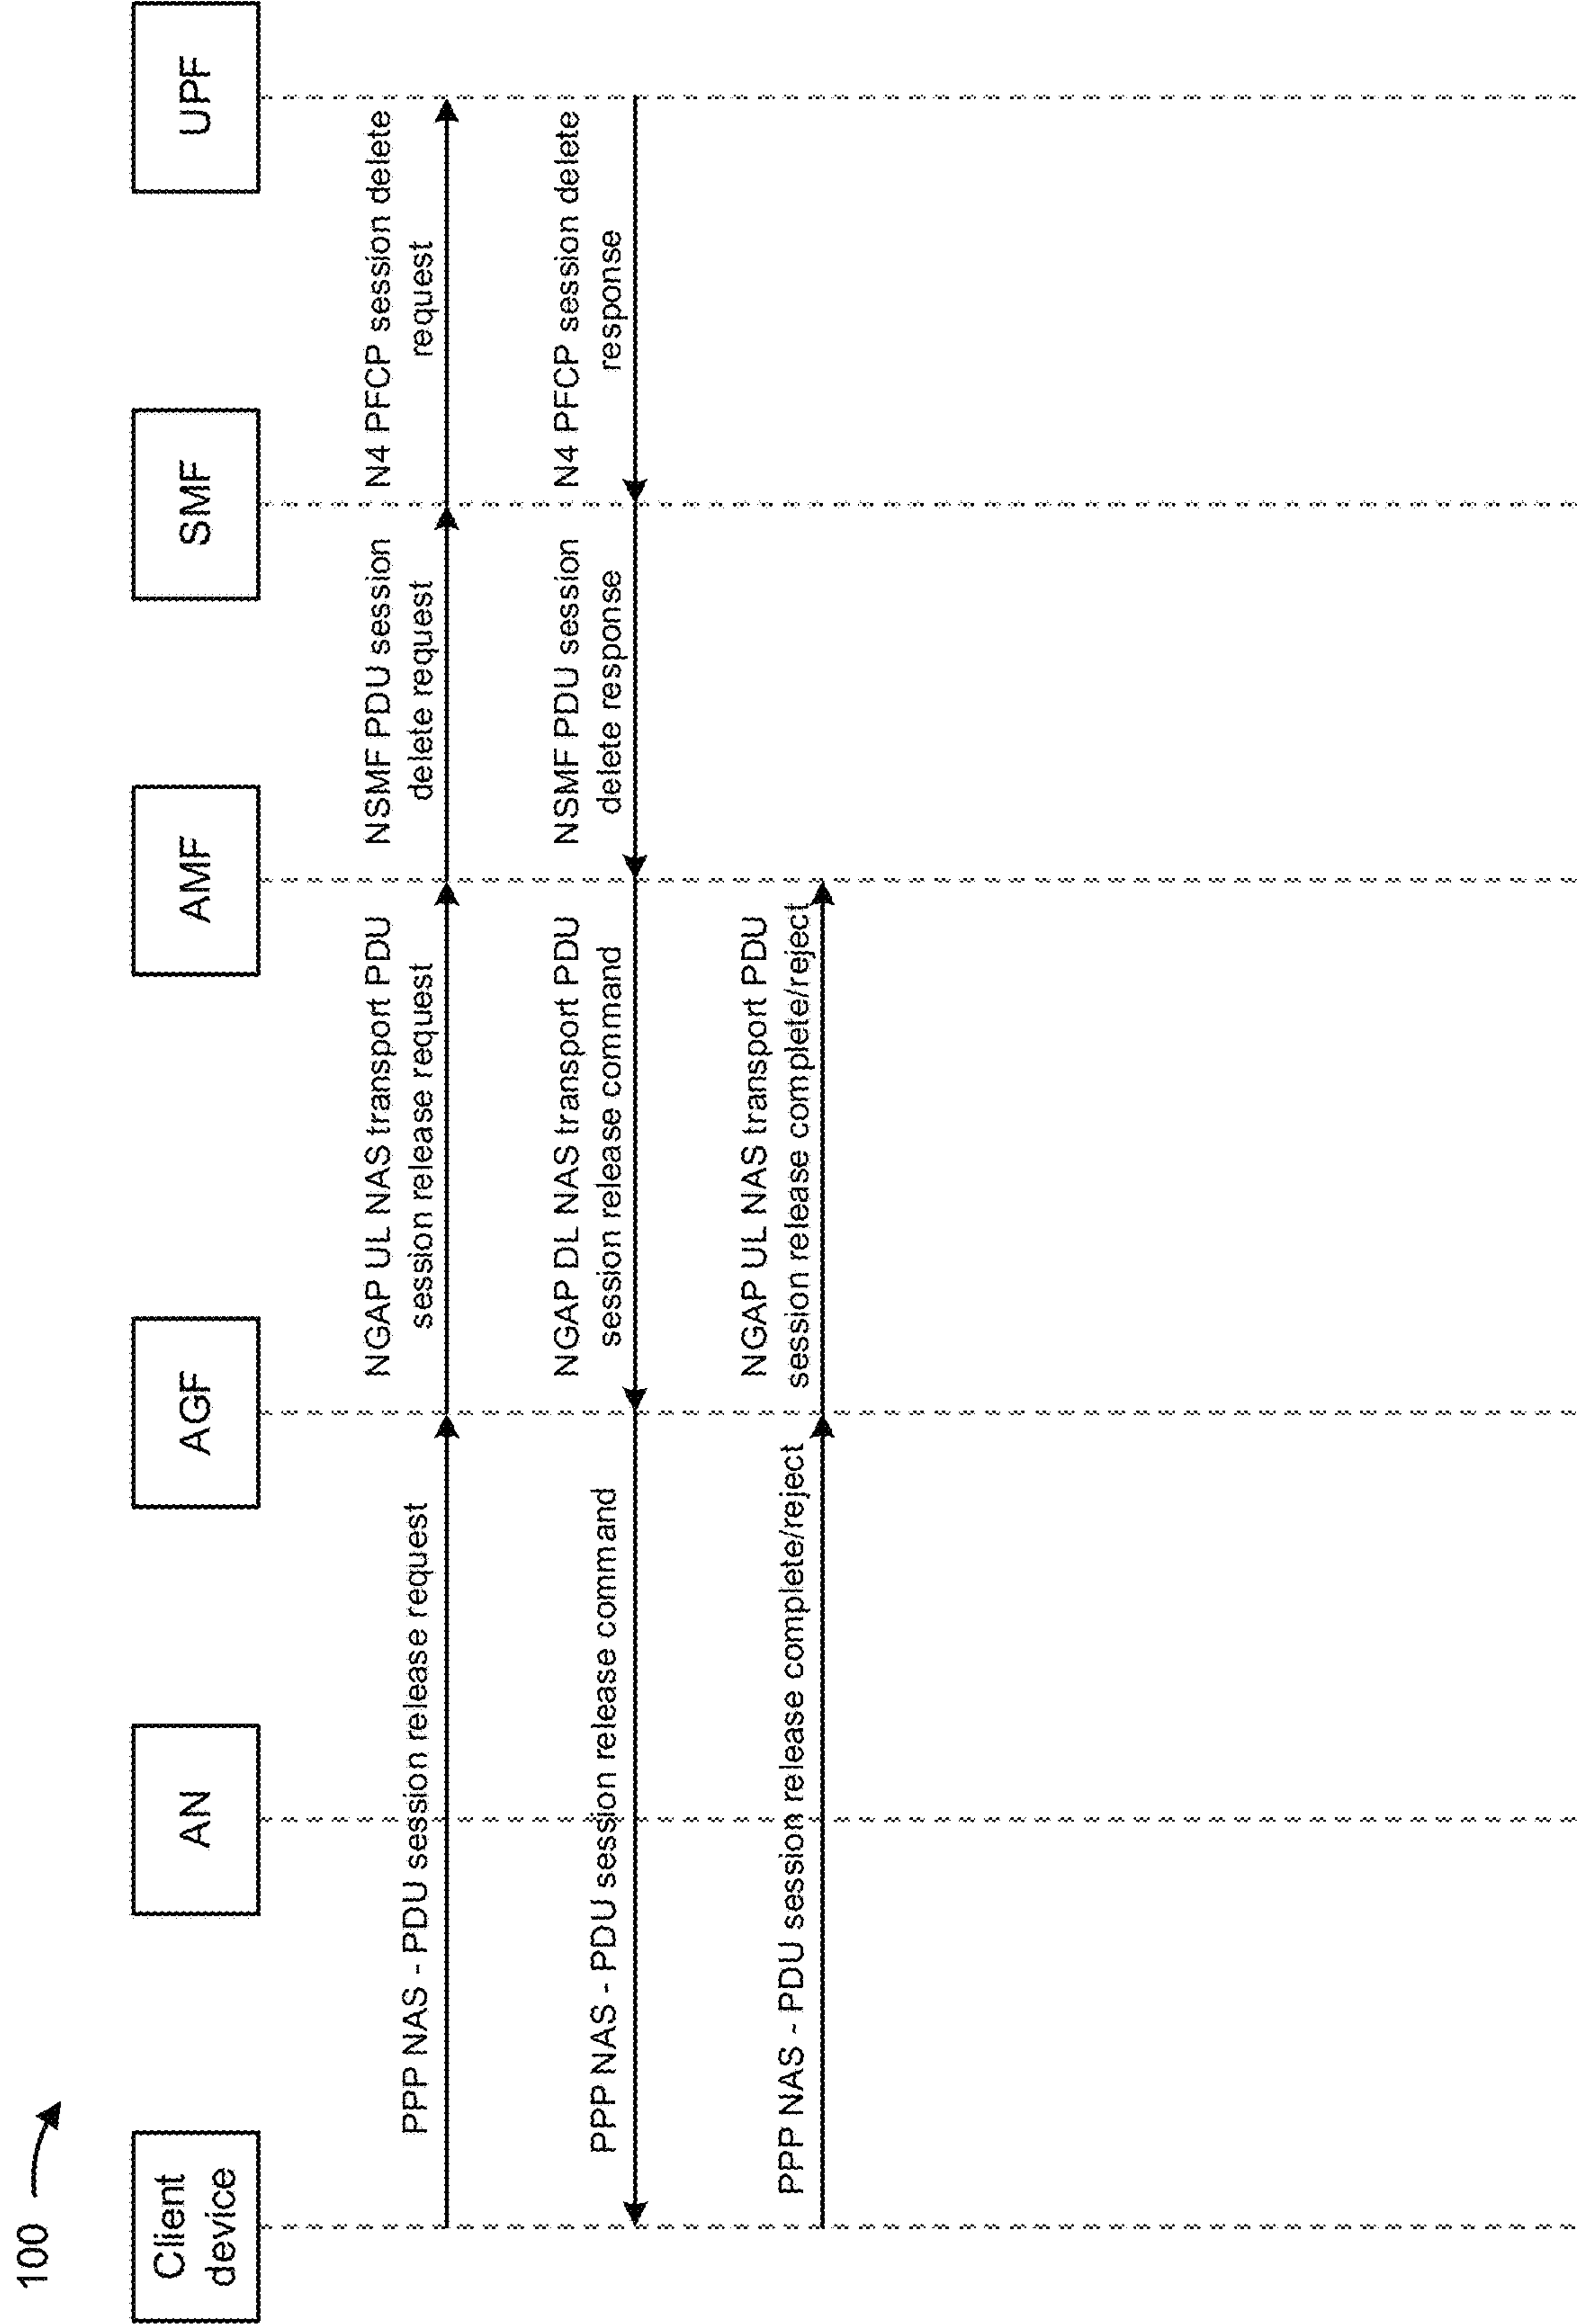 100
Client
device
AN
AGF
AMF
SMF
UPF
PPP NAS - PDU session release request
NGAP UL NAS transport PDU
session release request
NSMF PDU session
delete request
N4 PFCP session delete
request
PPP NAS - PDU session release command
NGAP DL NAS transport PDU
session release command
NSMF PDU session
delete response
N4 PFCP session delete
response
PPP NAS - PDU session release complete/reject
NGAP UL NAS transport PDU
session release complete/reject